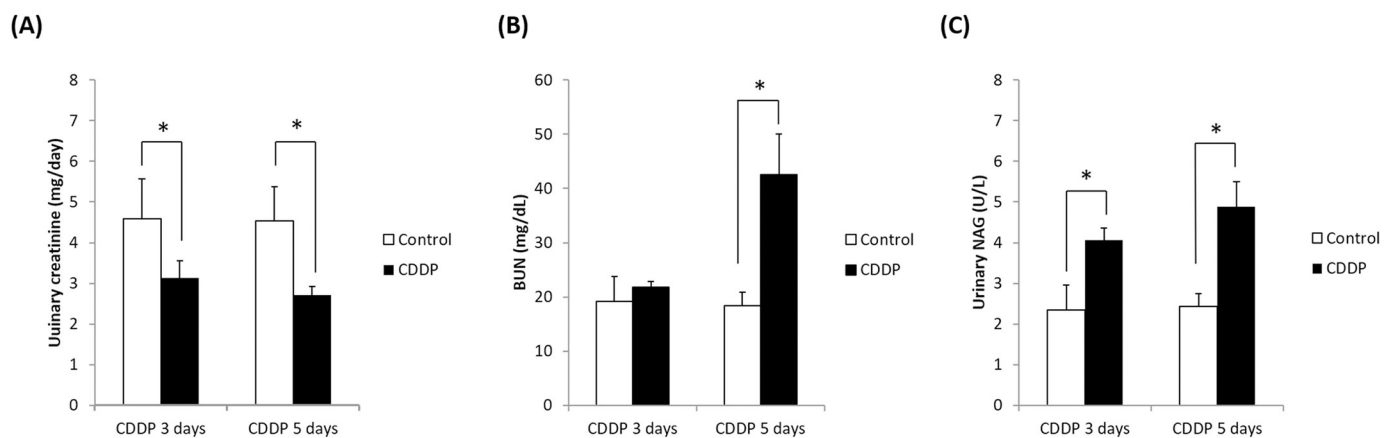 (A)
Uuinary creatinine (mg/day)
8
7
6
5
4
3
2
1
0
*
*
CDDP 3 days
CDDP 5 days
Control
CDDP
(B)
BUN (mg/dL)
60
50
40
30
20
10
0
*
CDDP 3 days
CDDP 5 days
Control
CDDP
(C)
Urinary NAG (U/L)
8
7
6
5
4
3
2
1
0
*
*
CDDP 3 days
CDDP 5 days
Control
CDDP